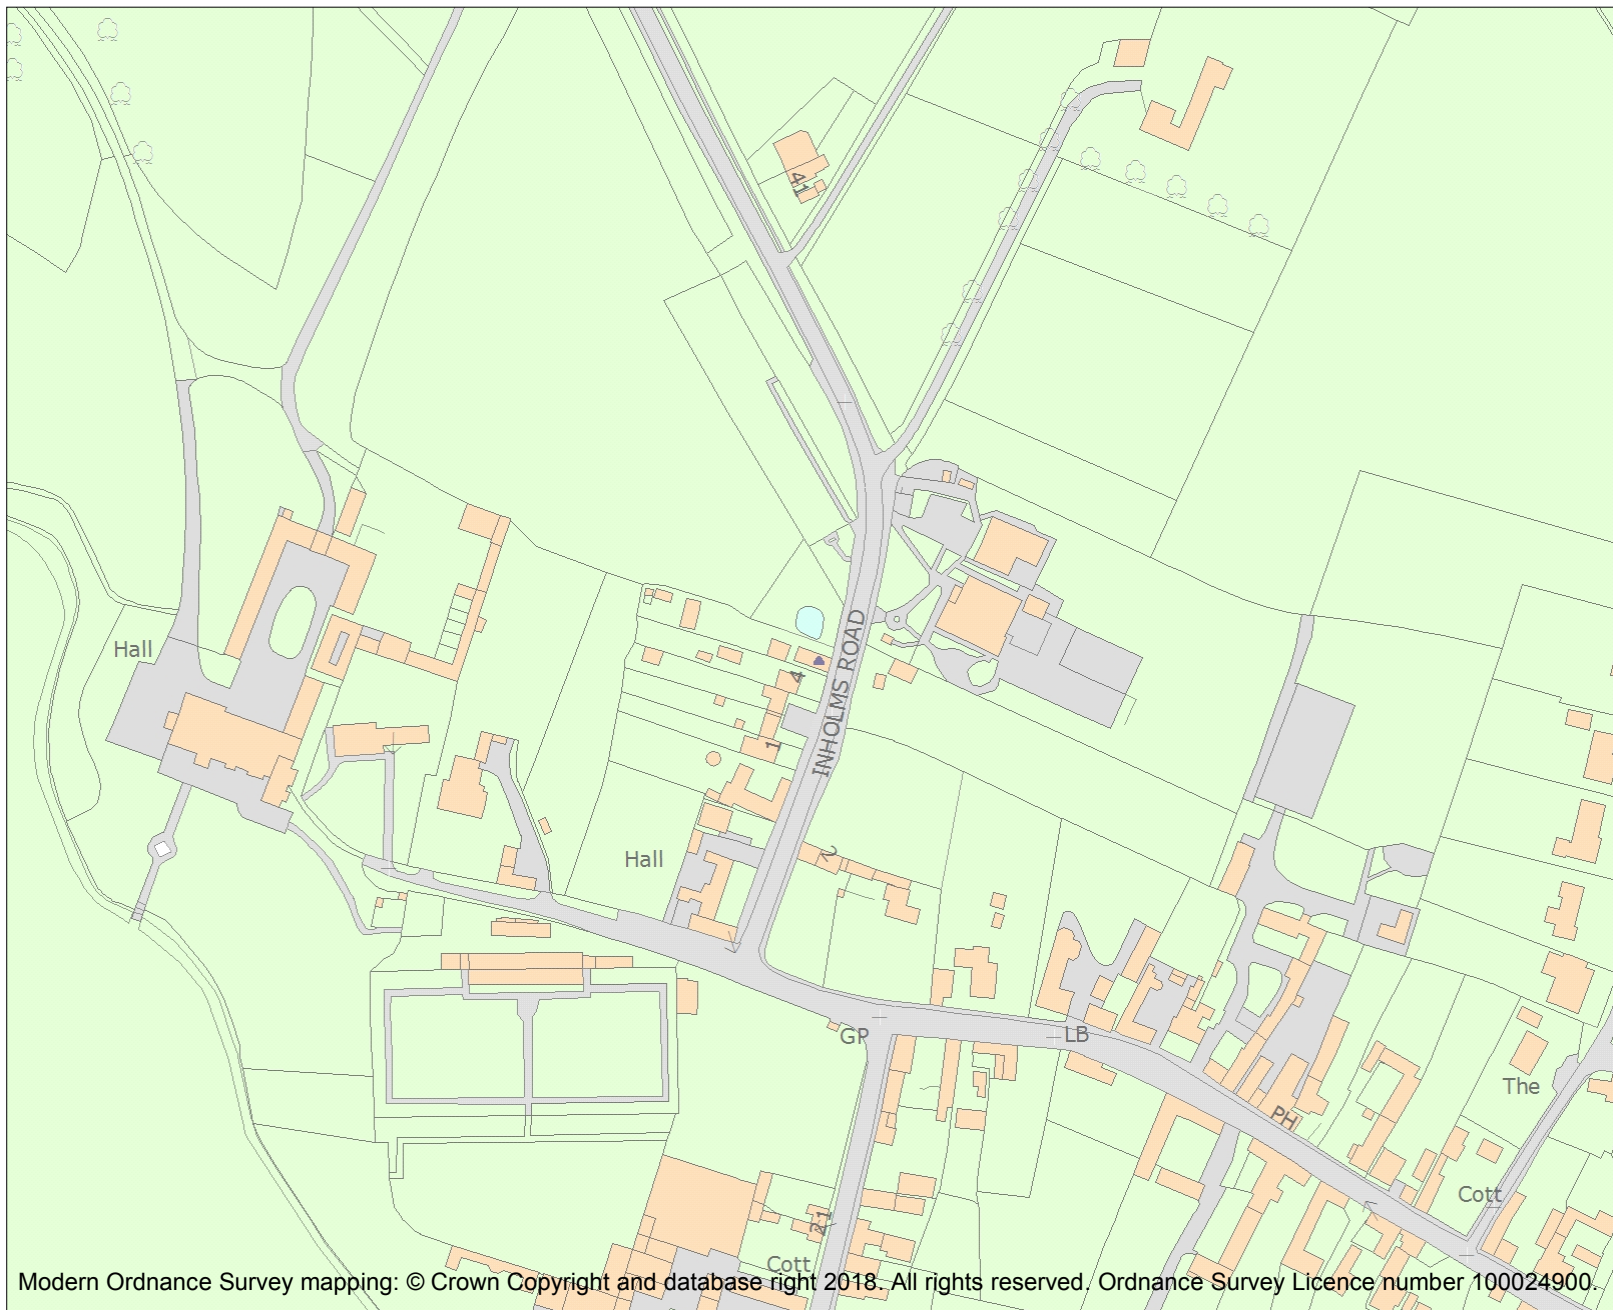 41
Hall
4
INHOLMS ROAD
1
2
Hall
GP
LB
The
PH
Cott
21
Cott
Modern Ordnance Survey mapping: © Crown Copyright and database right 2018. All rights reserved. Ordnance Survey Licence number 100024900.